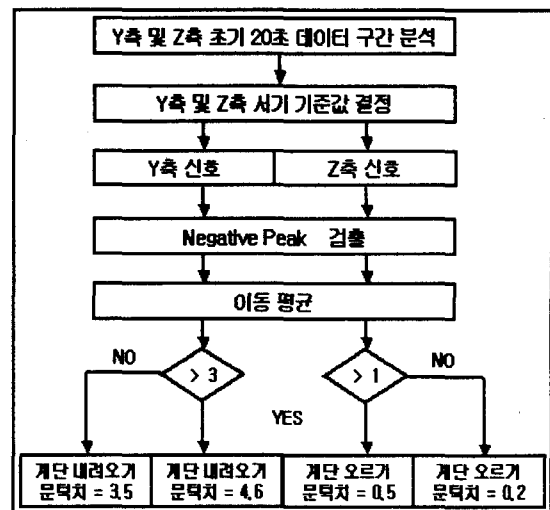 Y축 및 Z축 초기 20초 데이터 구간 분석
Y축 및 Z축 서기 기준값 결정
Y축 신호
Z축 신호
Negative Peak 검출
이동 평균
NO
> 3
> 1
NO
YES
계단 내려오기
문턱치 = 3.5
계단 내려오기
문턱치 = 4.6
계단 오르기
문턱치 = 0.5
계단 오르기
문턱치 = 0.2